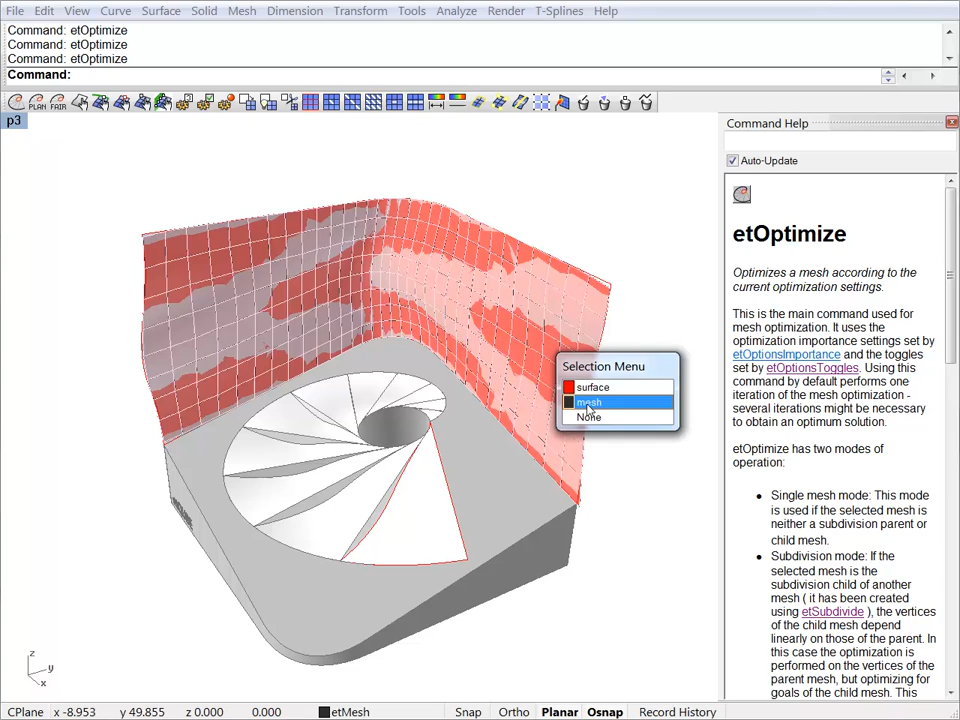 File Edit View Curve Surface Solid Mesh Dimension Transform Tools Analyze Render T-Splines Help
Command: etOptimize
Command: etOptimize
Command: etOptimize
Command:
PLAN FAIR
p3
Command Help
Auto-Update
etOptimize
Optimizes a mesh according to the
current optimization settings.
This is the main command used for
mesh optimization. It uses the
optimization importance settings set by
etOptionsImportance and the toggles
set by etOptionsToggles. Using this
command by default performs one
iteration of the mesh optimization -
several iterations might be necessary
to obtain an optimum solution.
etOptimize has two modes of
operation:
• Single mesh mode: This mode
is used if the selected mesh is
neither a subdivision parent or
child mesh.
• Subdivision mode: If the
selected mesh is the
subdivision child of another
mesh ( it has been created
using etSubdivide ), the vertices
of the child mesh depend
linearly on those of the parent. In
this case the optimization is
performed on the vertices of the
parent mesh, but optimizing for
goals of the child mesh. This
Selection Menu
surface
mesh
None
z
y
x
CPlane x -8.953 y 49.855 z 0.000 0.000 etMesh Snap Ortho Planar Osnap Record History